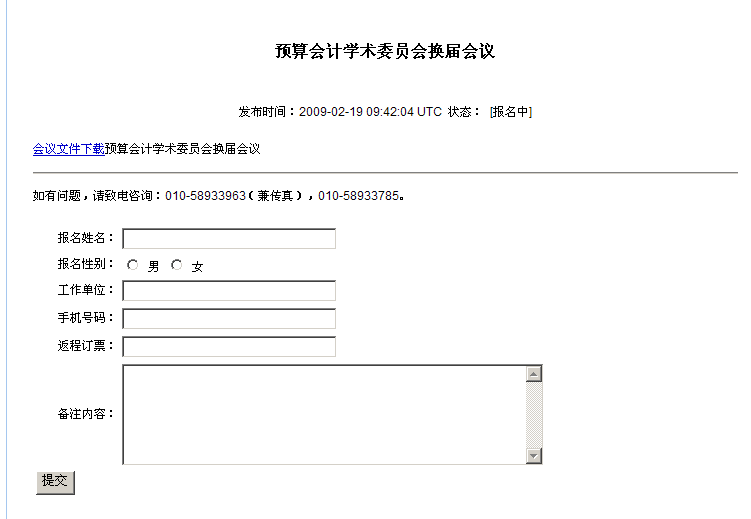 预算会计学术委员会换届会议
发布时间：2009-02-19 09:42:04 UTC 状态： [报名中]
会议文件下载预算会计学术委员会换届会议
如有问题，请致电咨询：010-58933963（兼传真），010-58933785。
报名姓名：
报名性别： 男 女
工作单位：
手机号码：
返程订票：
备注内容：
提交